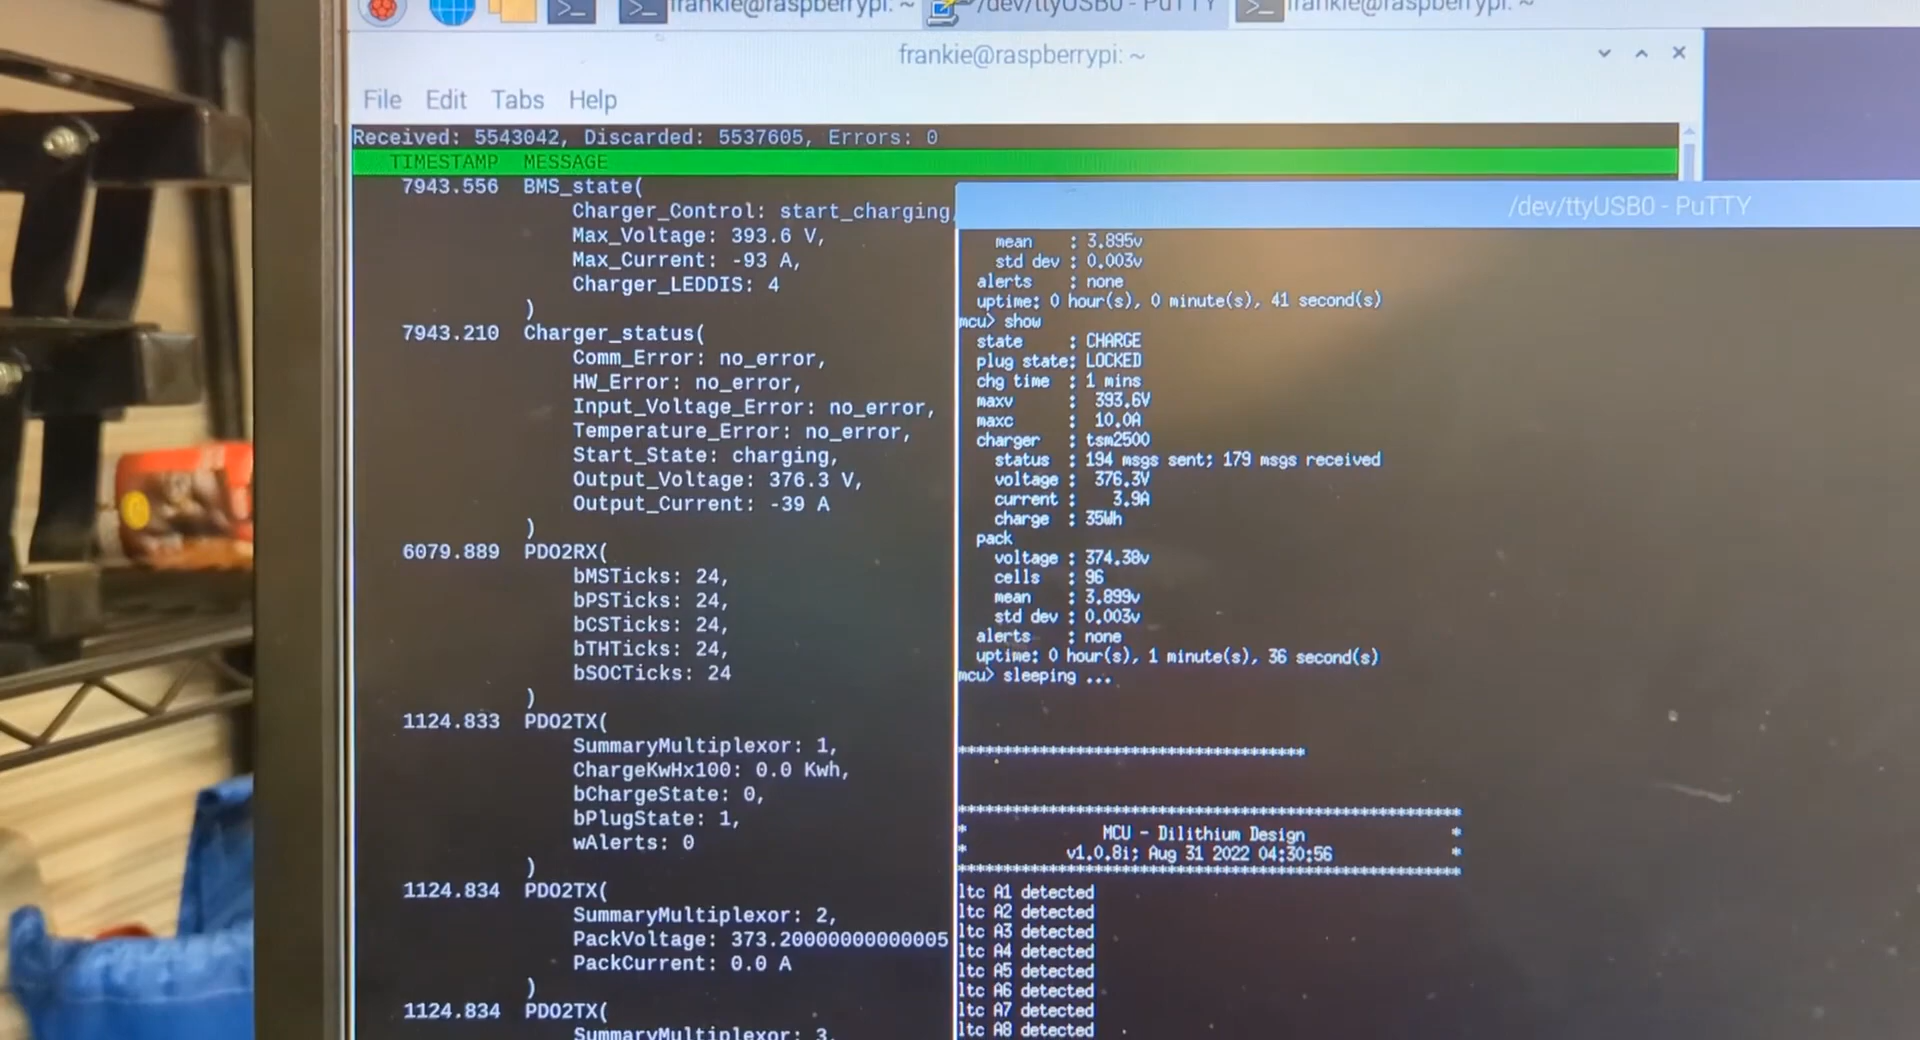 frankie@raspberrypi: ~
/dev/ttyUSB0 - PuTTY
frankie@raspberrypi: ~
frankie@raspberrypi: ~
File Edit Tabs Help
Received: 5543042, Discarded: 5537605, Errors: 0
TIMESTAMP MESSAGE
7943.556 BMS_state(
Charger_Control: start_charging,
Max_Voltage: 393.6 V,
Max_Current: -93 A,
Charger_LEDDIS: 4
)
7943.210 Charger_status(
Comm_Error: no_error,
HW_Error: no_error,
Input_Voltage_Error: no_error,
Temperature_Error: no_error,
Start_State: charging,
Output_Voltage: 376.3 V,
Output_Current: -39 A
)
6079.889 PDO2RX(
bMSTicks: 24,
bPSTicks: 24,
bCSTicks: 24,
bTHTicks: 24,
bSOCTicks: 24
)
1124.833 PDO2TX(
SummaryMultiplexor: 1,
ChargeKwHx100: 0.0 Kwh,
bChargeState: 0,
bPlugState: 1,
wAlerts: 0
)
1124.834 PDO2TX(
SummaryMultiplexor: 2,
PackVoltage: 373.20000000000005
PackCurrent: 0.0 A
)
1124.834 PDO2TX(
SummaryMultiplexor: 3,
/dev/ttyUSB0 - PuTTY
mean : 3.895v
std dev : 0.003v
alerts : none
uptime: 0 hour(s), 0 minute(s), 41 second(s)
mcu> show
state : CHARGE
plug state: LOCKED
chg time : 1 mins
maxv : 393.6V
maxc : 10.0A
charger : tsm2500
status : 194 msgs sent; 179 msgs received
voltage : 376.3V
current : 3.9A
charge : 35Wh
pack
voltage : 374.38v
cells : 96
mean : 3.899v
std dev : 0.003v
alerts : none
uptime: 0 hour(s), 1 minute(s), 36 second(s)
mcu> sleeping ...
***********************************
***************************************************
* MCU - Dilithium Design *
* v1.0.8i; Aug 31 2022 04:30:56 *
***************************************************
ltc A1 detected
ltc A2 detected
ltc A3 detected
ltc A4 detected
ltc A5 detected
ltc A6 detected
ltc A7 detected
ltc A8 detected